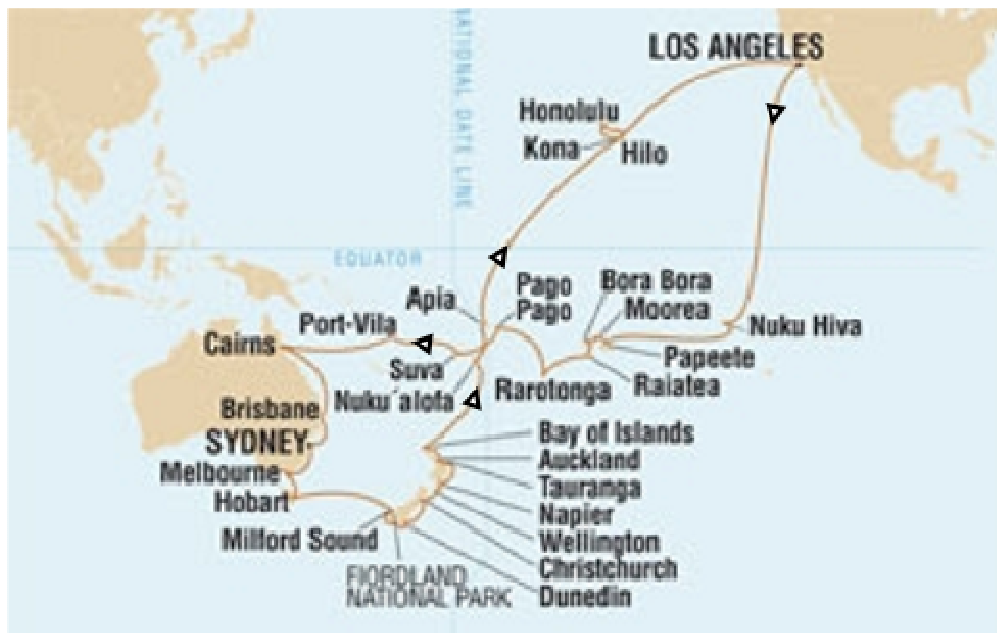 NATIONAL DATE LINE
LOS ANGELES
Honolulu
Kona
Hilo
EQUATOR
Apia
Pago
Pago
Bora Bora
Moorea
Nuku Hiva
Papeete
Raiatea
Rarotonga
Port-Vila
Cairns
Suva
Nuku´alofa
Brisbane
SYDNEY
Melbourne
Hobart
Milford Sound
FIORDLAND
NATIONAL PARK
Bay of Islands
Auckland
Tauranga
Napier
Wellington
Christchurch
Dunedin